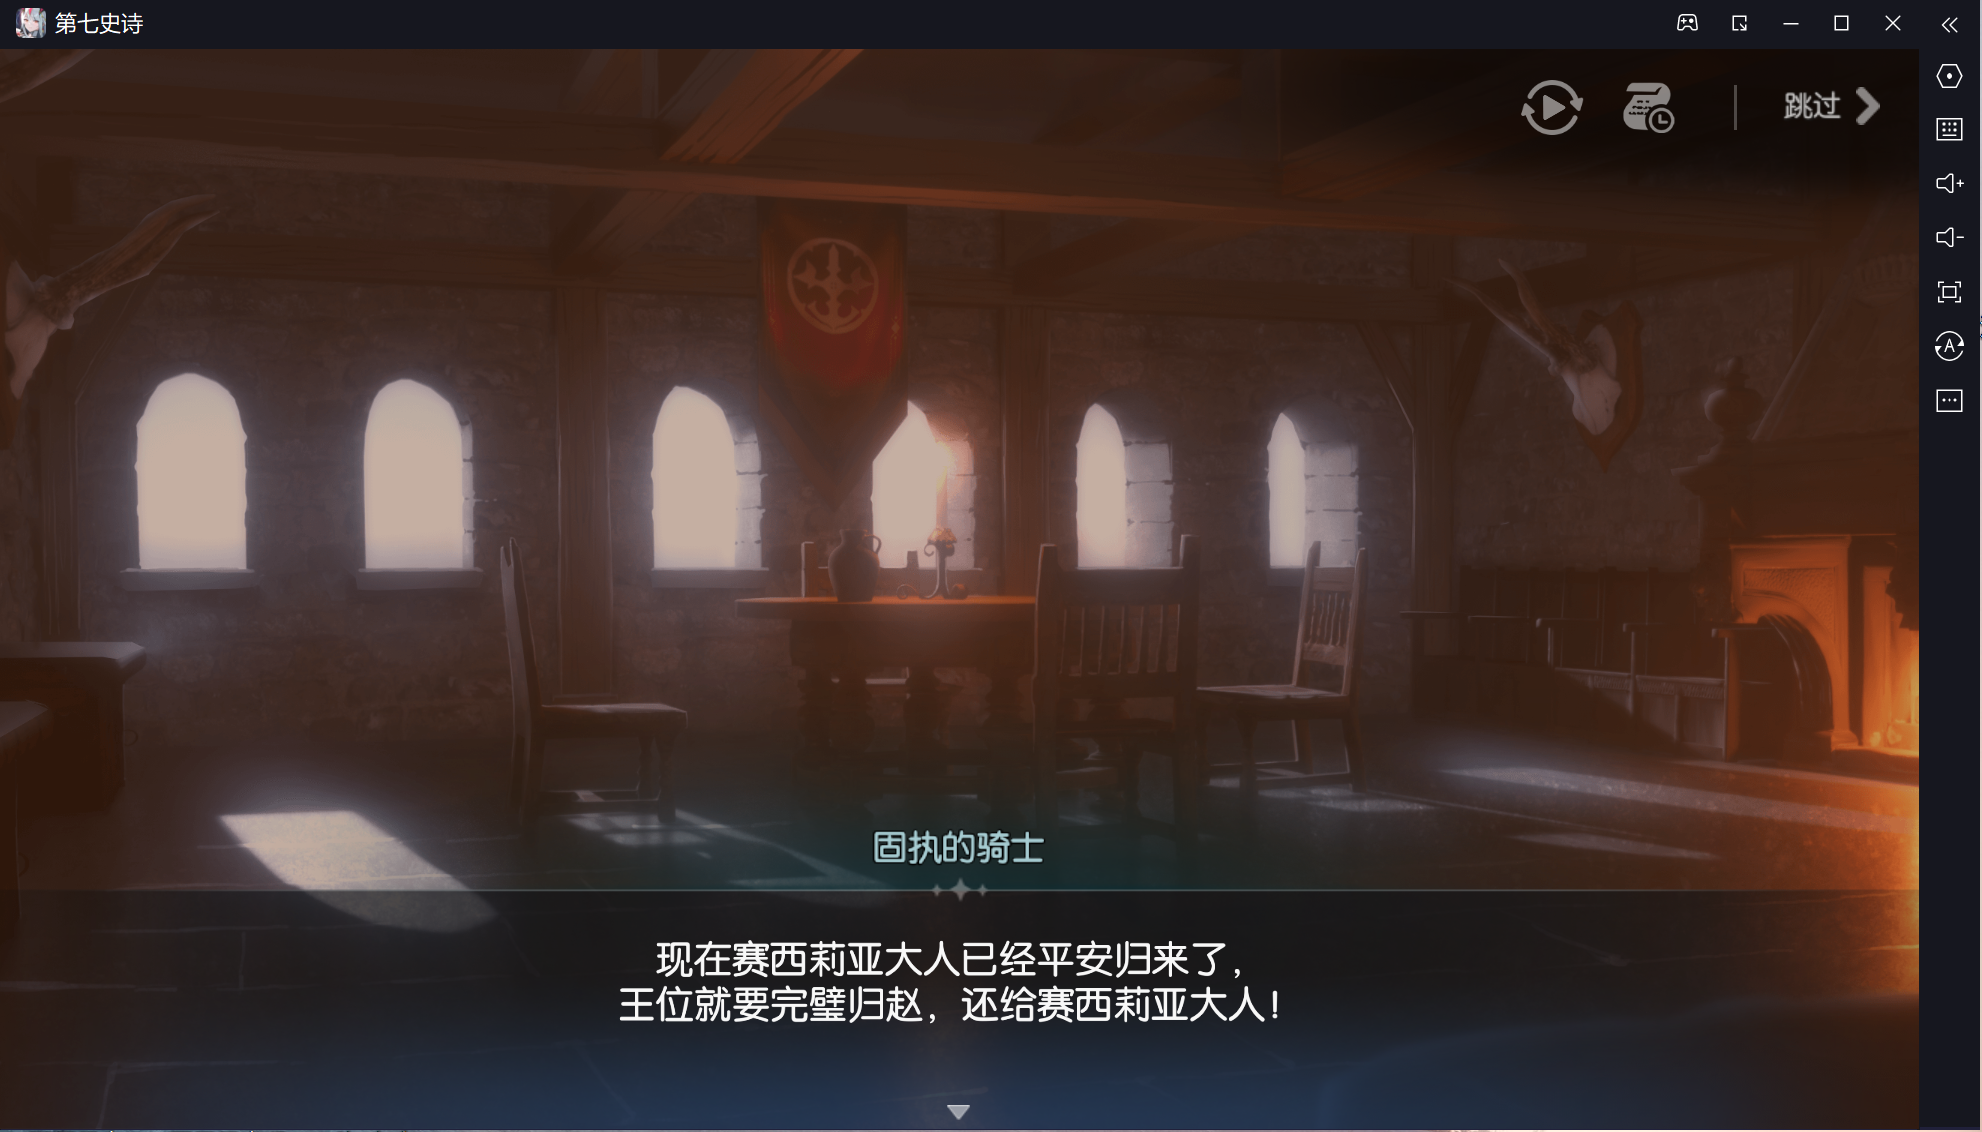 第七史诗
跳过
固执的骑士
现在赛西莉亚大人已经平安归来了，
王位就要完璧归赵，还给赛西莉亚大人！